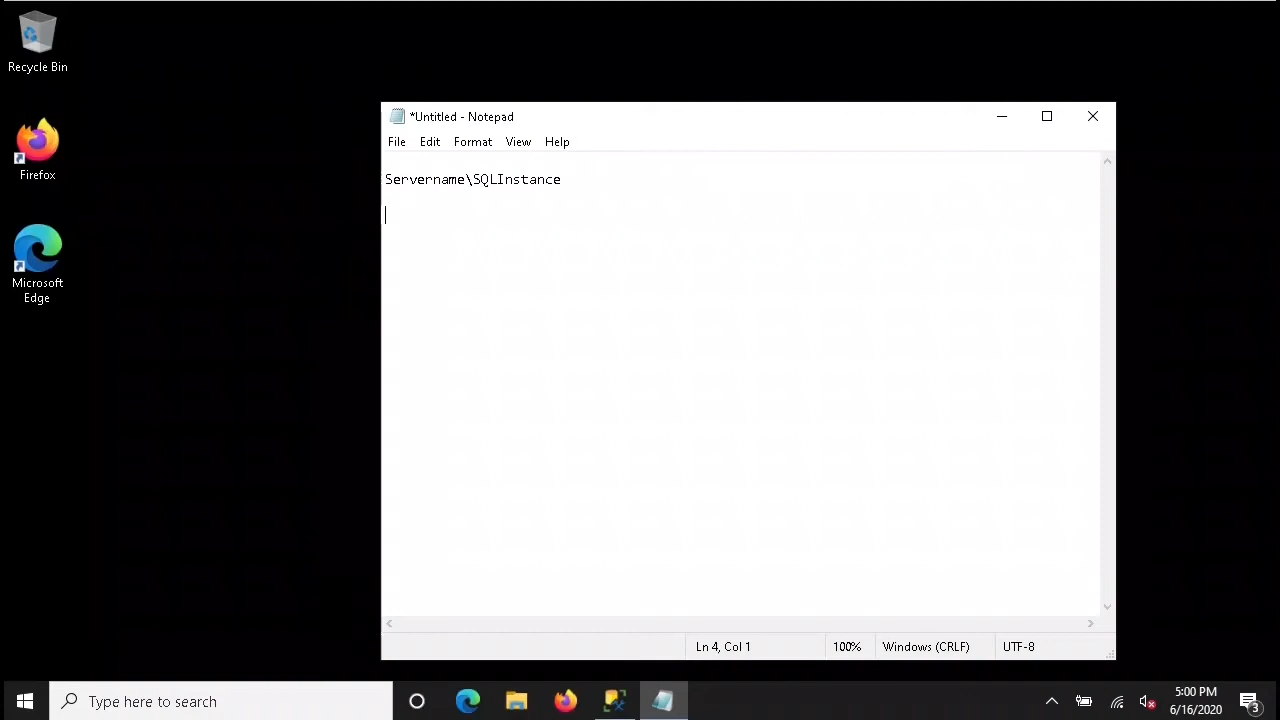 Recycle Bin
Firefox
Microsoft
Edge
*Untitled - Notepad
File Edit Format View Help
Servername\SQLInstance
Ln 4, Col 1 100% Windows (CRLF) UTF-8
Type here to search
5:00 PM
6/16/2020
3